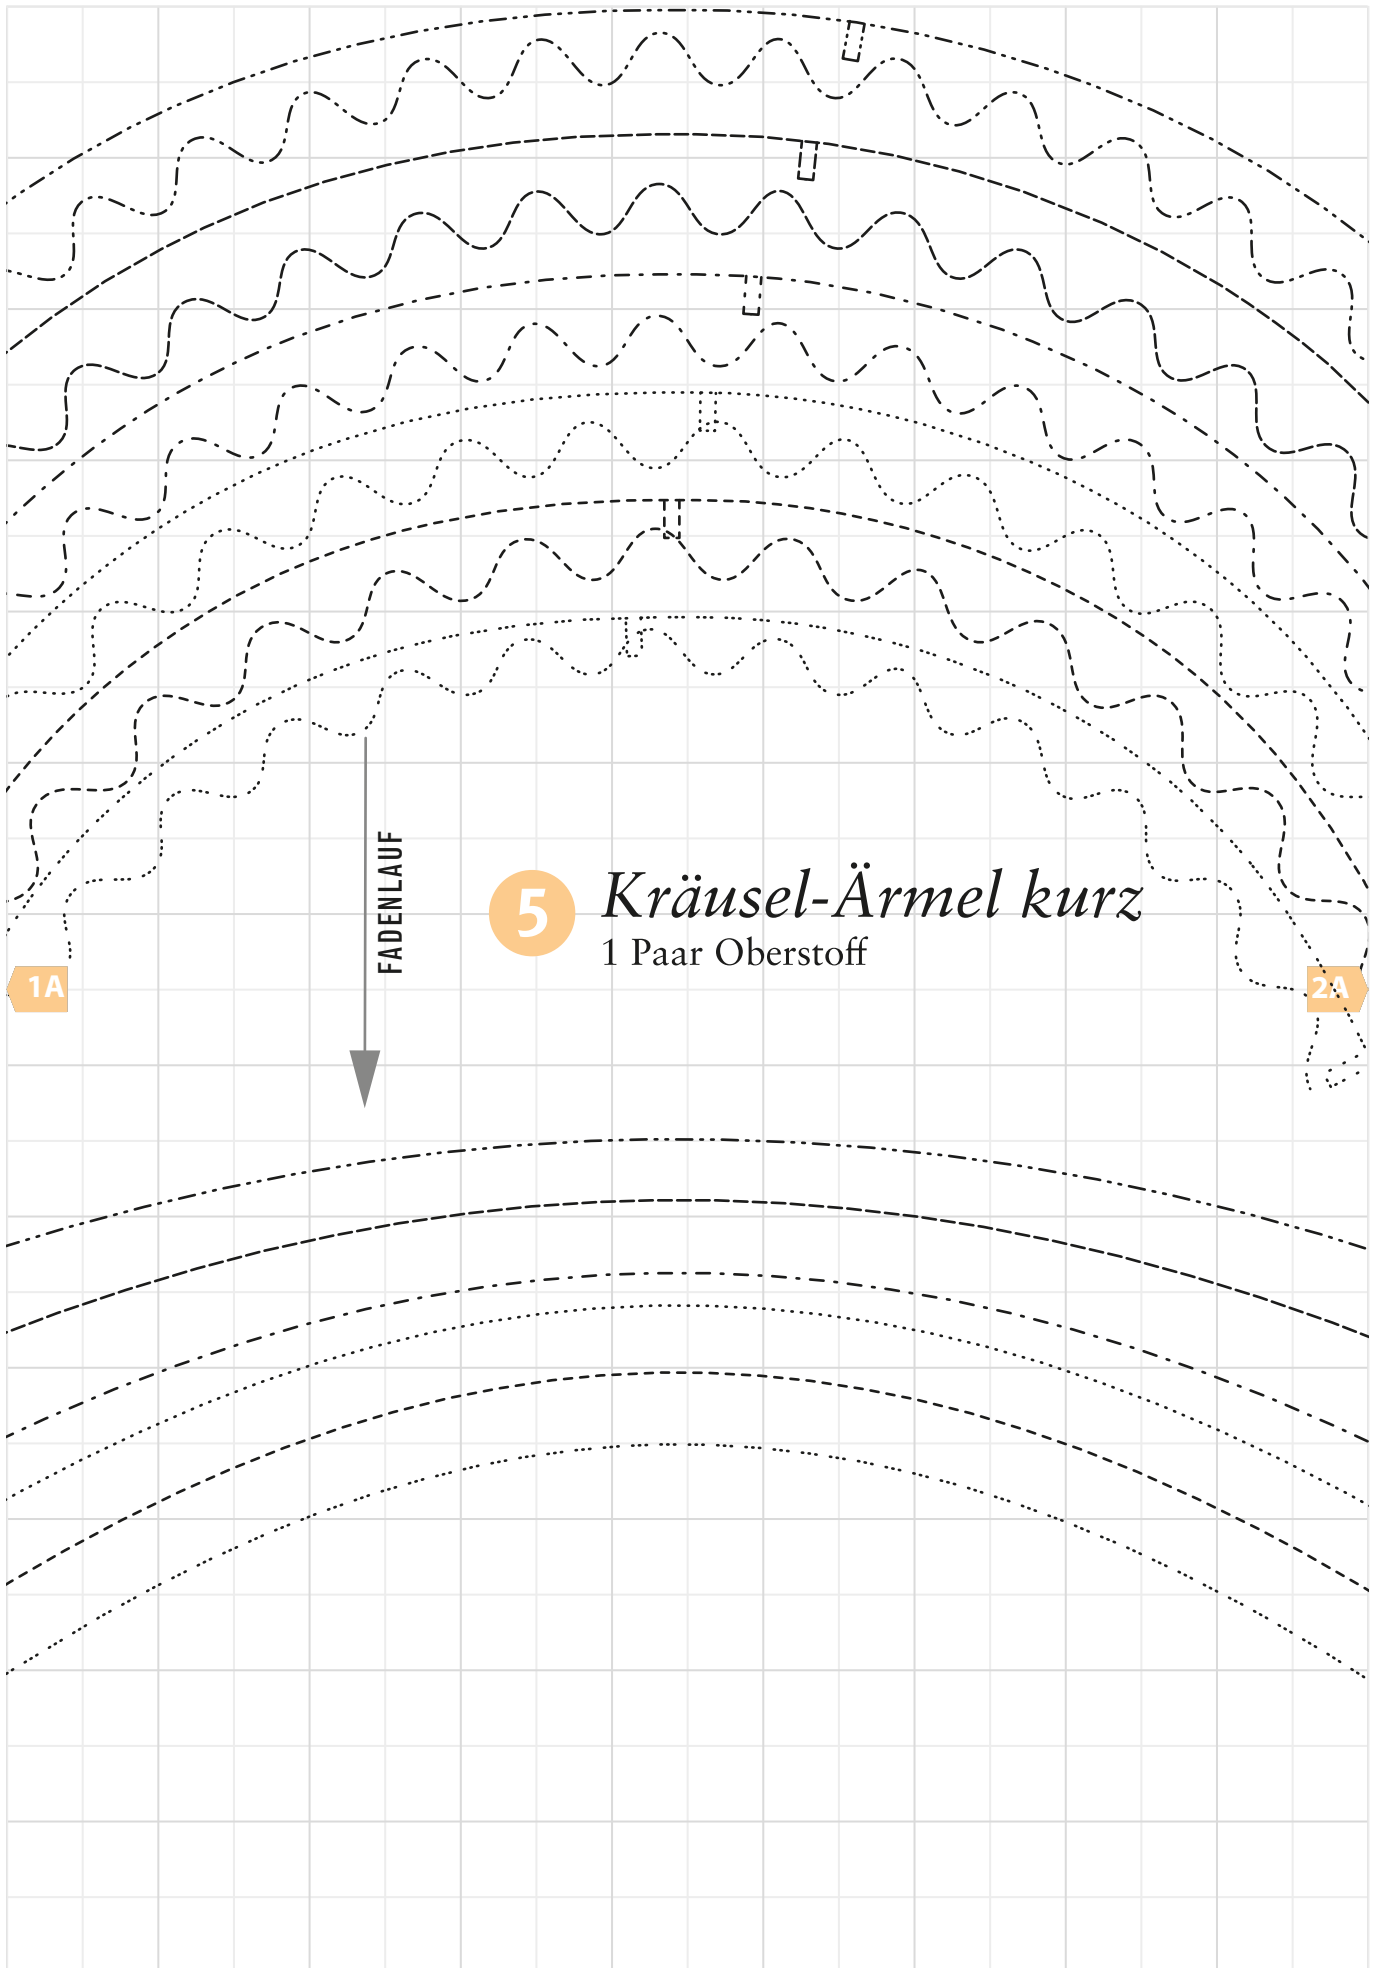 FADENLAUF
5
Kräusel-Ärmel kurz
1 Paar Oberstoff
1A
2A